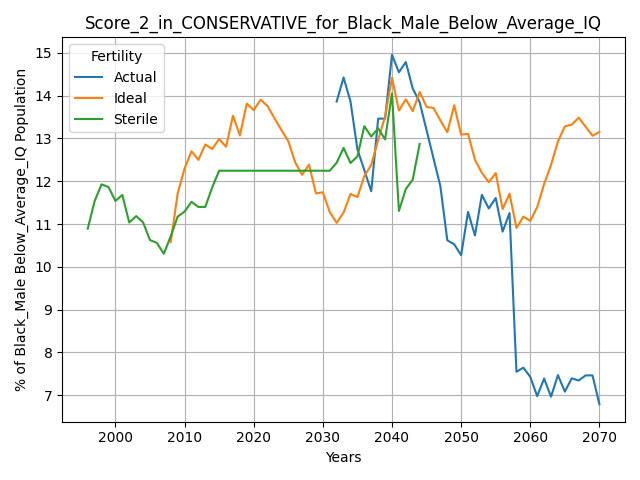 Score_2_in_CONSERVATIVE_for_Black_Male_Below_Average_IQ
Fertility
Actual
Ideal
Sterile
% of Black_Male Below_Average_IQ Population
15
14
13
12
11
10
9
8
7
2000
2010
2020
2030
2040
2050
2060
2070
Years